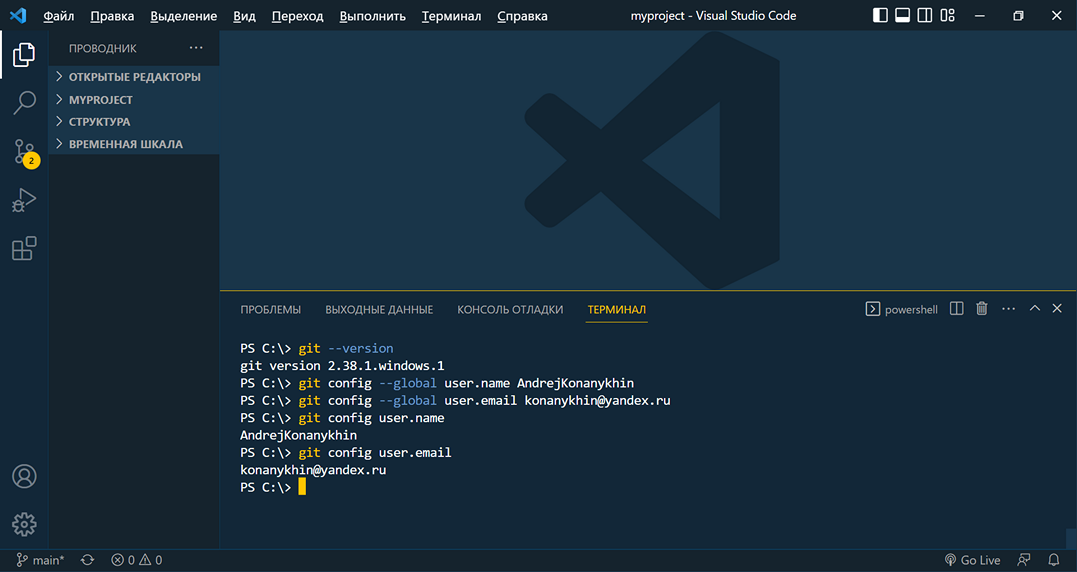 Файл Правка Выделение Вид Переход Выполнить Терминал Справка myproject - Visual Studio Code
ПРОВОДНИК
ОТКРЫТЫЕ РЕДАКТОРЫ
MYPROJECT
СТРУКТУРА
ВРЕМЕННАЯ ШКАЛА
2
ПРОБЛЕМЫ ВЫХОДНЫЕ ДАННЫЕ КОНСОЛЬ ОТЛАДКИ ТЕРМИНАЛ powershell
PS C:\> git --version
git version 2.38.1.windows.1
PS C:\> git config --global user.name AndrejKonanykhin
PS C:\> git config --global user.email konanykhin@yandex.ru
PS C:\> git config user.name
AndrejKonanykhin
PS C:\> git config user.email
konanykhin@yandex.ru
PS C:\>
main* 0 0 Go Live